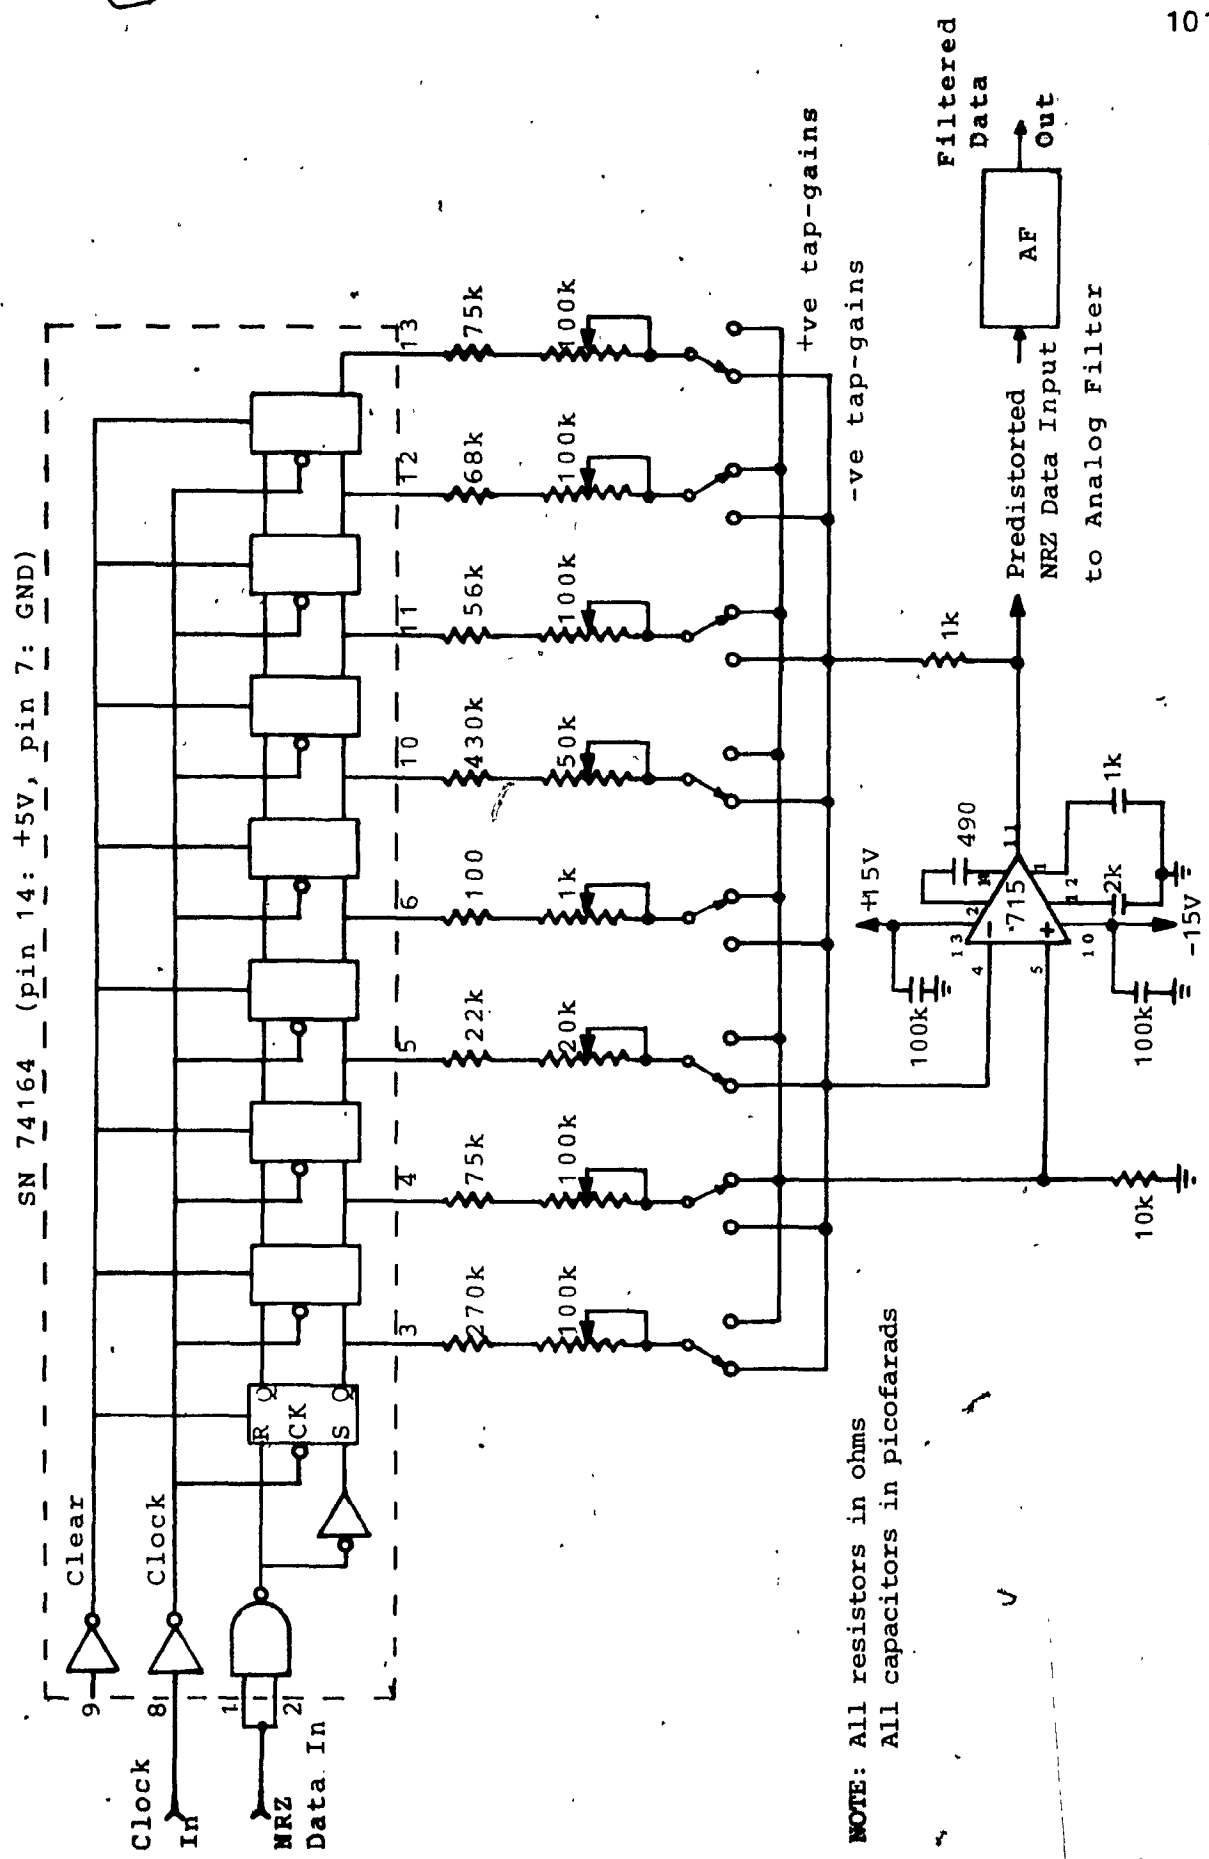 101
SN 74164 (pin 14: +5V, pin 7: GND)
Clear
Clock
9
8
1
2
Clock
In
NRZ
Data In
R
Q
CK
S
Q
3
4
5
6
10
11
12
13
270k
75k
22k
100
430k
56k
68k
75k
100k
100k
20k
1k
50k
100k
100k
100k
+ve tap-gains
-ve tap-gains
+15V
100k
13
4
5
10
2
715
-
+
490
11
1
12
1k
2k
-15V
100k
10k
1k
Predistorted
NRZ Data Input
to Analog Filter
AF
Filtered
Data
Out
NOTE: All resistors in ohms
All capacitors in picofarads